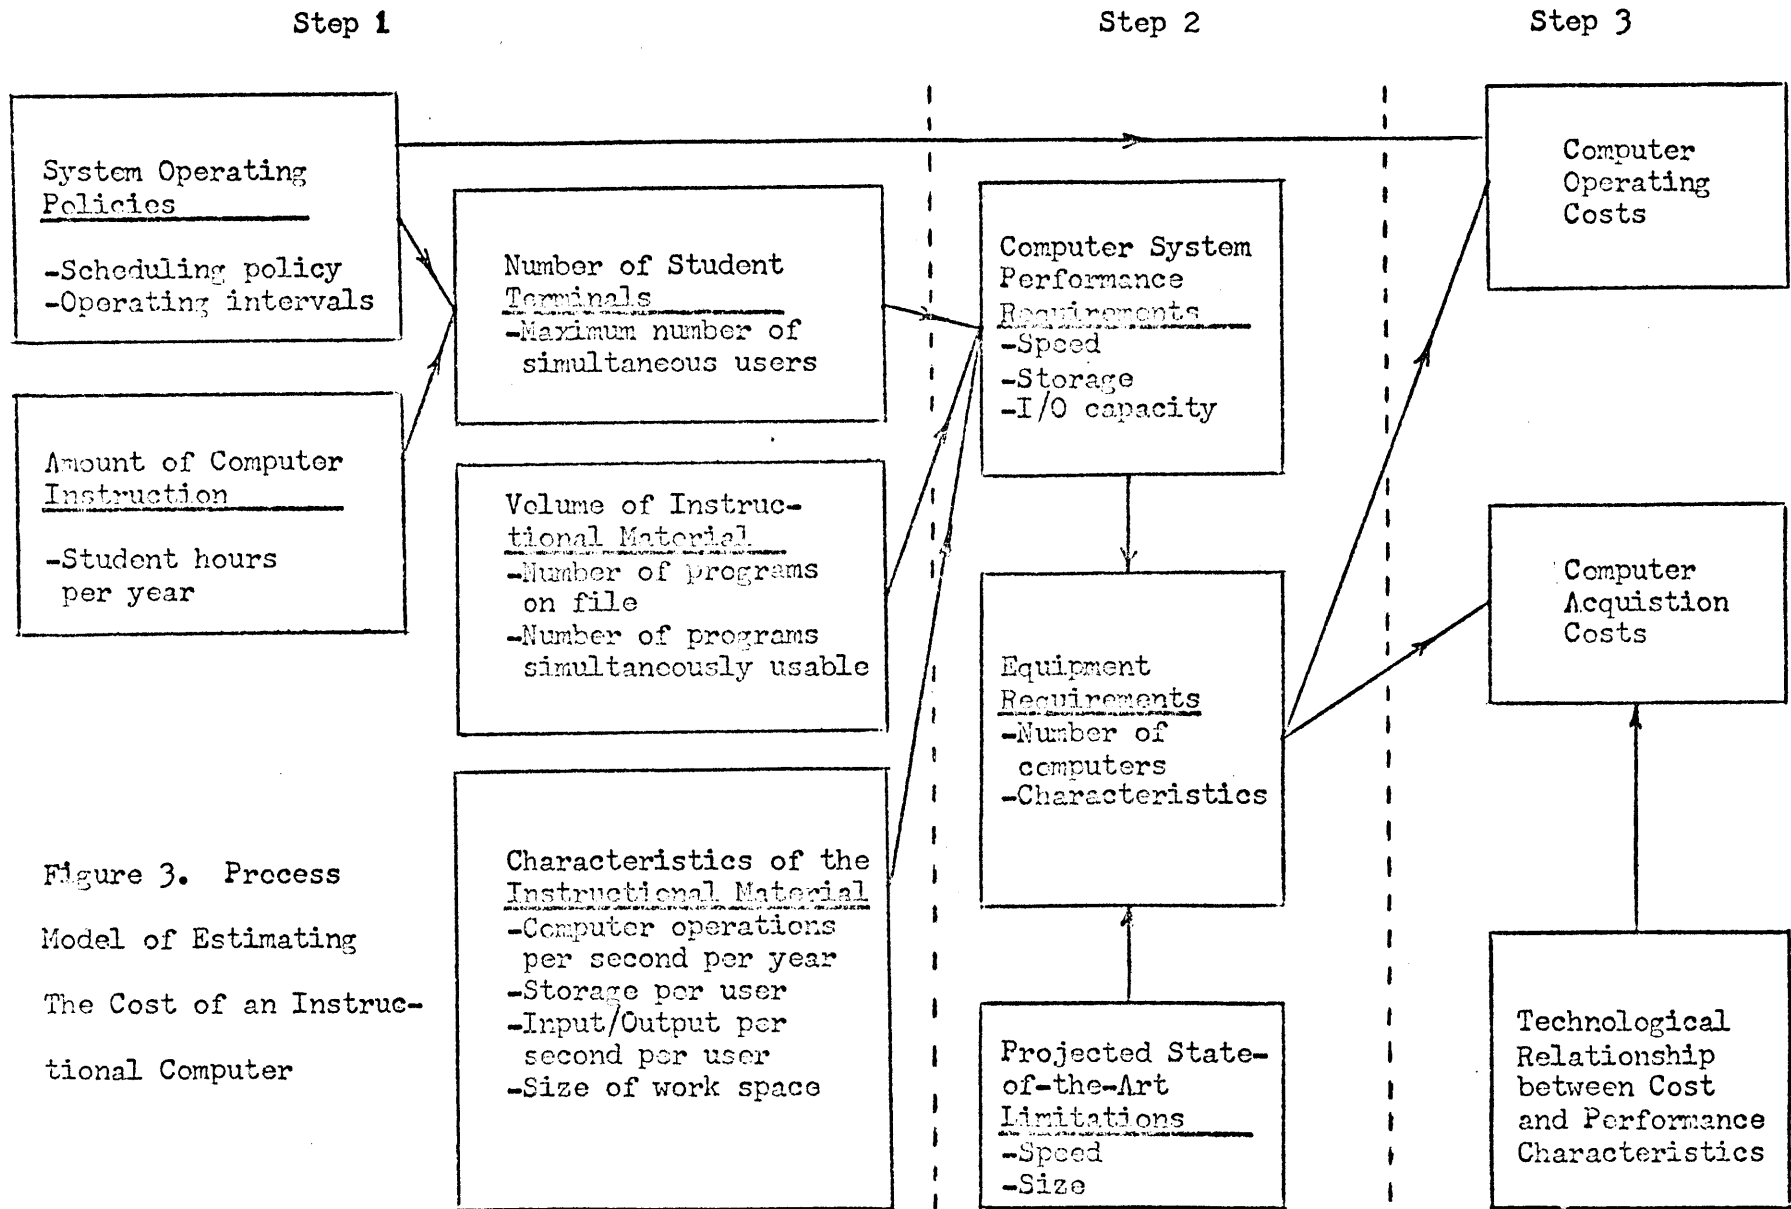 Step 1
Step 2
Step 3
System Operating
Policies
-Scheduling policy
-Operating intervals
Amount of Computer
Instruction
-Student hours
per year
Number of Student
Terminals
-Maximum number of
simultaneous users
Volume of Instruc-
tional Material
-Number of programs
on file
-Number of programs
simultaneously usable
Characteristics of the
Instructional Material
-Computer operations
per second per year
-Storage per user
-Input/Output per
second per user
-Size of work space
Computer System
Performance
Requirements
-Speed
-Storage
-I/O capacity
Equipment
Requirements
-Number of
computers
-Characteristics
Projected State-
of-the-Art
Limitations
-Speed
-Size
Computer
Operating
Costs
Computer
Acquistion
Costs
Technological
Relationship
between Cost
and Performance
Characteristics
Figure 3. Process
Model of Estimating
The Cost of an Instruc-
tional Computer